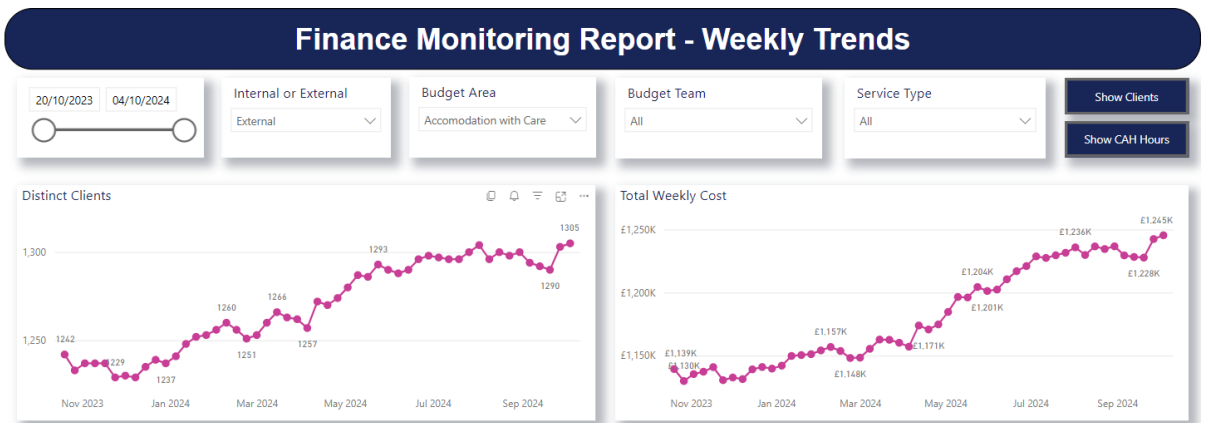 Finance Monitoring Report - Weekly Trends
20/10/2023 04/10/2024
Internal or External
External
Budget Area
Accomodation with Care
Budget Team
All
Service Type
All
Show Clients
Show CAH Hours
Distinct Clients
1,300
1,250
1242
1229
1237
1260
1251
1266
1257
1293
1290
1305
Nov 2023 Jan 2024 Mar 2024 May 2024 Jul 2024 Sep 2024
Total Weekly Cost
£1,250K
£1,200K
£1,150K
£1,139K
£1,130K
£1,157K
£1,148K
£1,171K
£1,204K
£1,201K
£1,236K
£1,228K
£1,245K
Nov 2023 Jan 2024 Mar 2024 May 2024 Jul 2024 Sep 2024